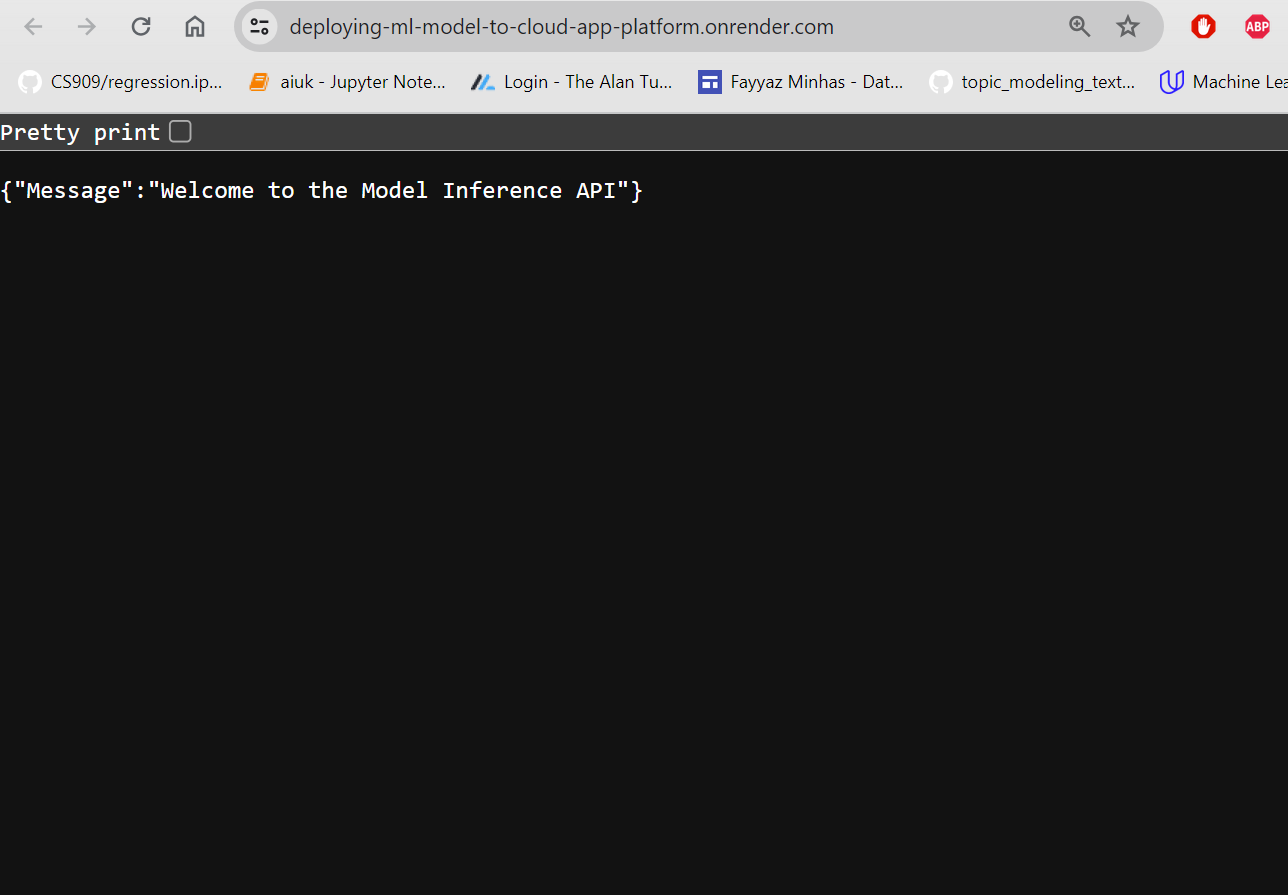 deploying-ml-model-to-cloud-app-platform.onrender.com
ABP
CS909/regression.ip... aiuk - Jupyter Note... Login - The Alan Tu... Fayyaz Minhas - Dat... topic_modeling_text... Machine Lea
Pretty print
{"Message":"Welcome to the Model Inference API"}